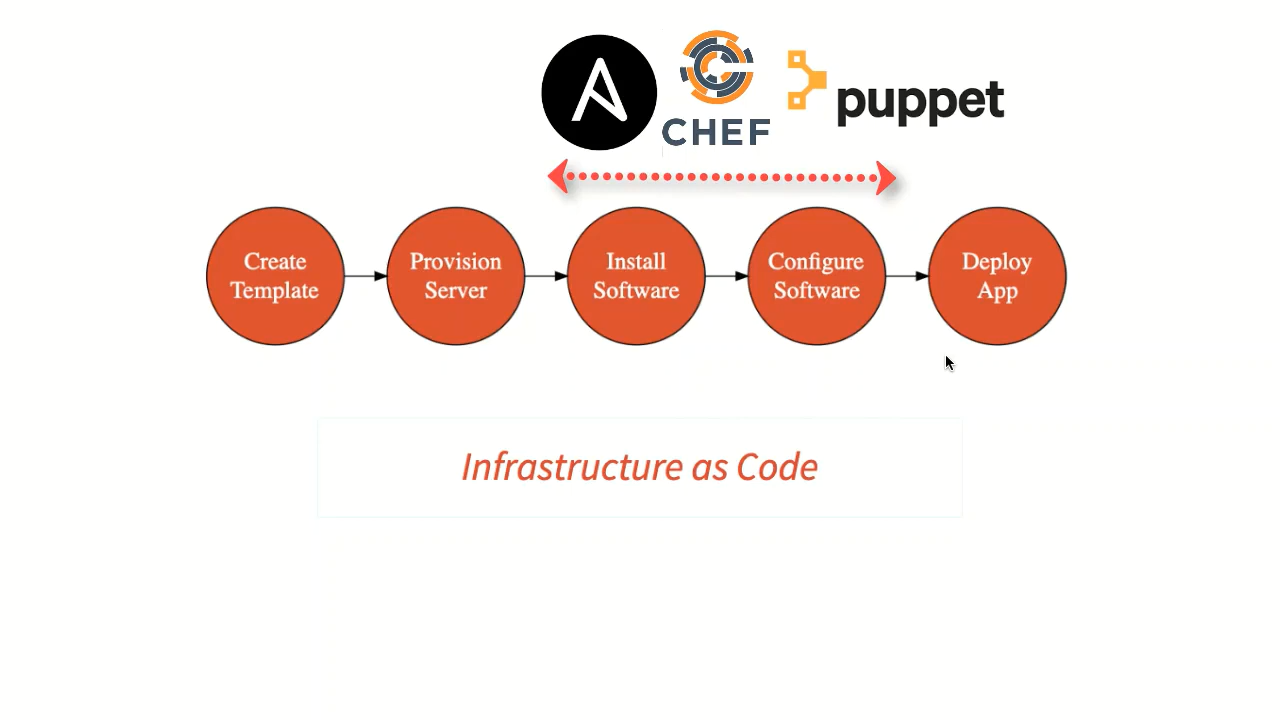 CHEF
puppet
Create
Template
Provision
Server
Install
Software
Configure
Software
Deploy
App
Infrastructure as Code